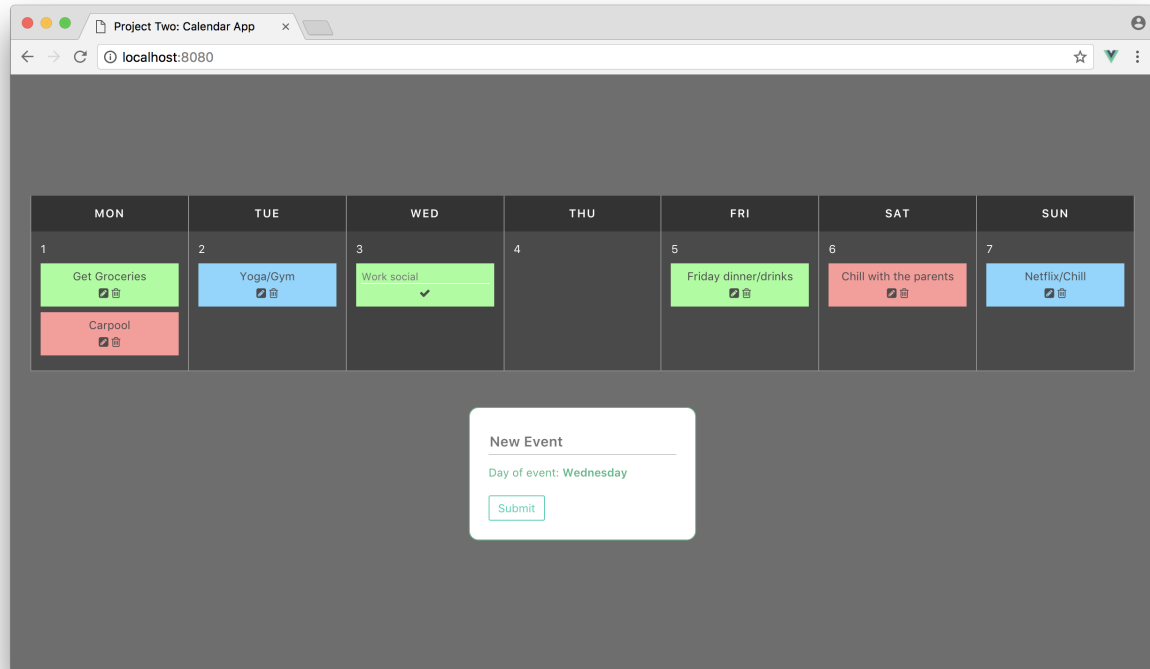 Project Two: Calendar App
localhost:8080
MON TUE WED THU FRI SAT SUN
1 2 3 4 5 6 7
Get Groceries Yoga/Gym Work social Friday dinner/drinks Chill with the parents Netflix/Chill
Carpool
New Event
Day of event: Wednesday
Submit